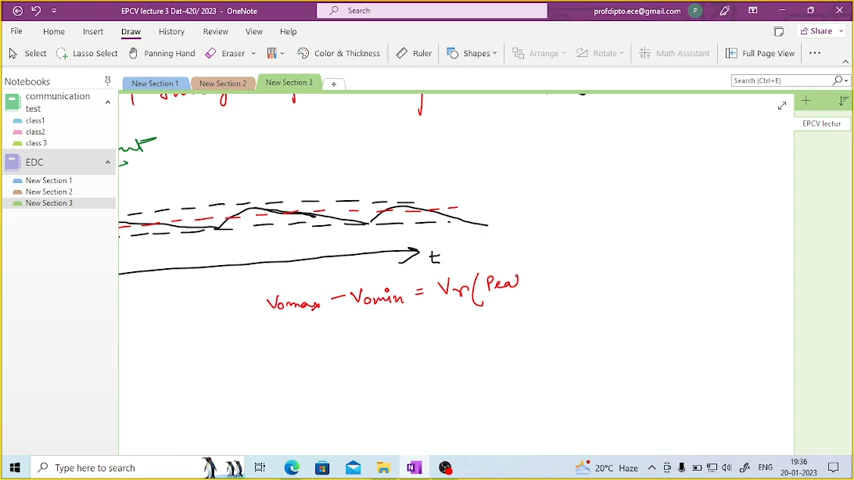 EPCV lecture 3 Dat-420/ 2023 - OneNote
Search
profdipto.ece@gmail.com
P
File
Home
Insert
Draw
History
Review
View
Help
Share
Select
Lasso Select
Panning Hand
Eraser
Color & Thickness
Ruler
Shapes
Arrange
Rotate
Math Assistant
Full Page View
Notebooks
New Section 1
New Section 2
New Section 3
Search (Ctrl+E)
communication
test
class1
class2
class 3
EDC
New Section 1
New Section 2
New Section 3
EPCV lectur
t
Vomax - Vomin = Vr(Pea
Type here to search
20°C Haze
ENG
19:36
20-01-2023